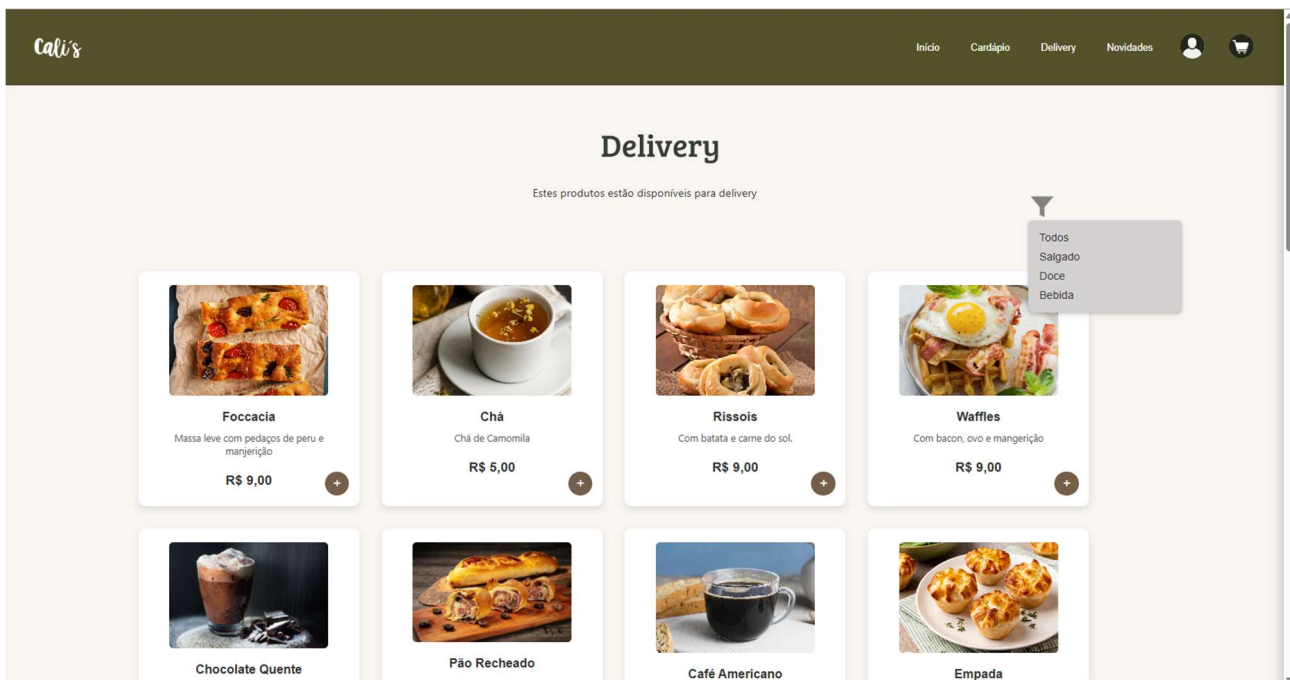 Cali's
Início Cardápio Delivery Novidades
Delivery
Estes produtos estão disponíveis para delivery
Todos
Salgado
Doce
Bebida
Foccacia
Massa leve com pedaços de peru e
manjerição
R$ 9,00
+
Chá
Chá de Camomila
R$ 5,00
+
Rissois
Com batata e carne do sol.
R$ 9,00
+
Waffles
Com bacon, ovo e mangerição
R$ 9,00
+
Chocolate Quente
Pão Recheado
Café Americano
Empada